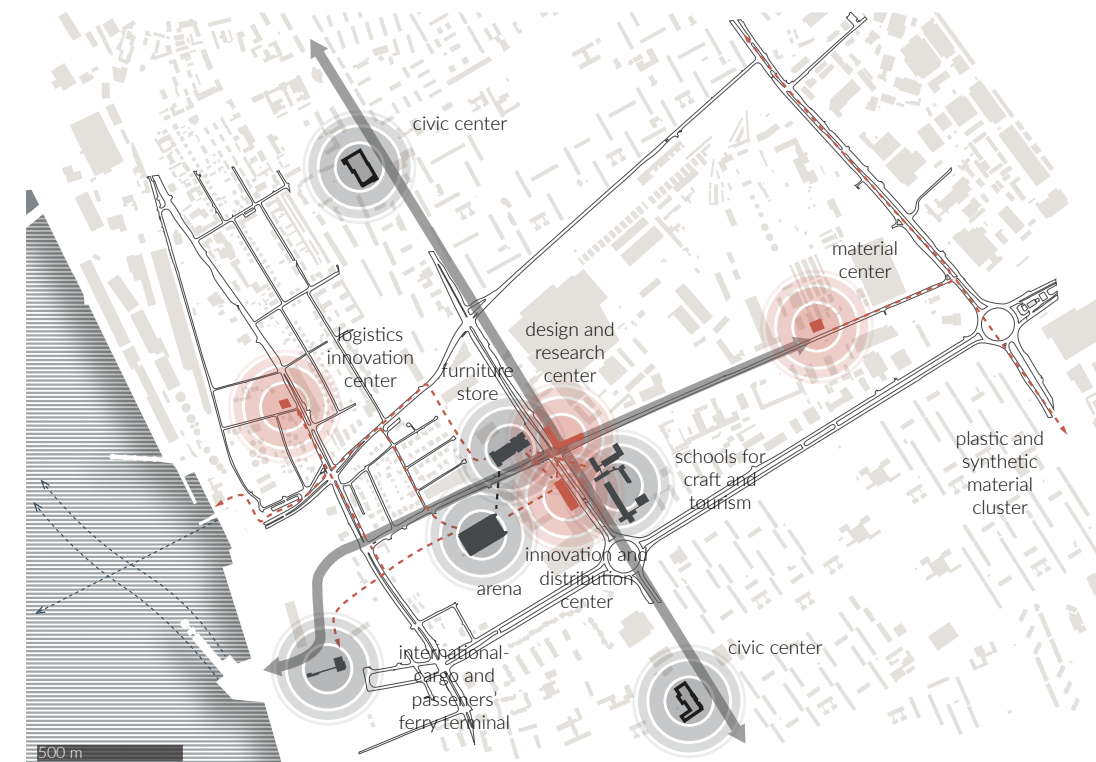 civic center
material
center
logistics
innovation
center
design and
research
center
furniture
store
schools for
craft and
tourism
plastic and
synthetic
material
cluster
innovation and
distribution
center
arena
international-
cargo and
passeners'
ferry terminal
civic center
500 m